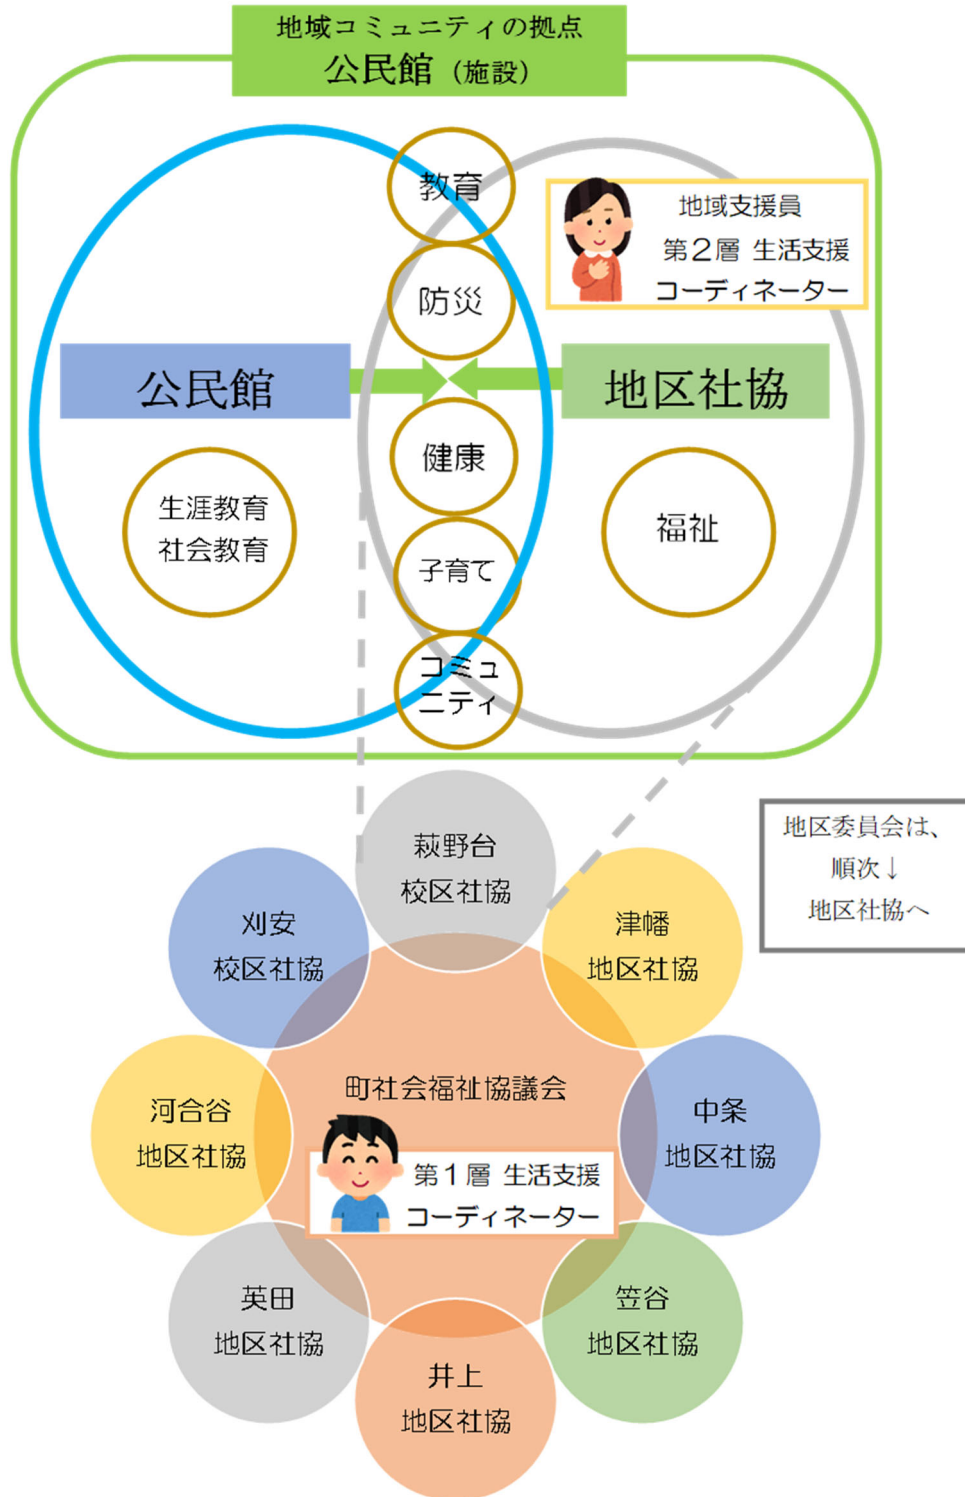 地域コミュニティの拠点
公民館（施設）
教育
地域支援員
第２層 生活支援
コーディネーター
防災
公民館
地区社協
健康
生涯教育
社会教育
福祉
子育て
コミュ
ニティ
地区委員会は、
順次↓
地区社協へ
萩野台
校区社協
刈安
校区社協
津幡
地区社協
町社会福祉協議会
河合谷
地区社協
中条
地区社協
第１層 生活支援
コーディネーター
英田
地区社協
笠谷
地区社協
井上
地区社協